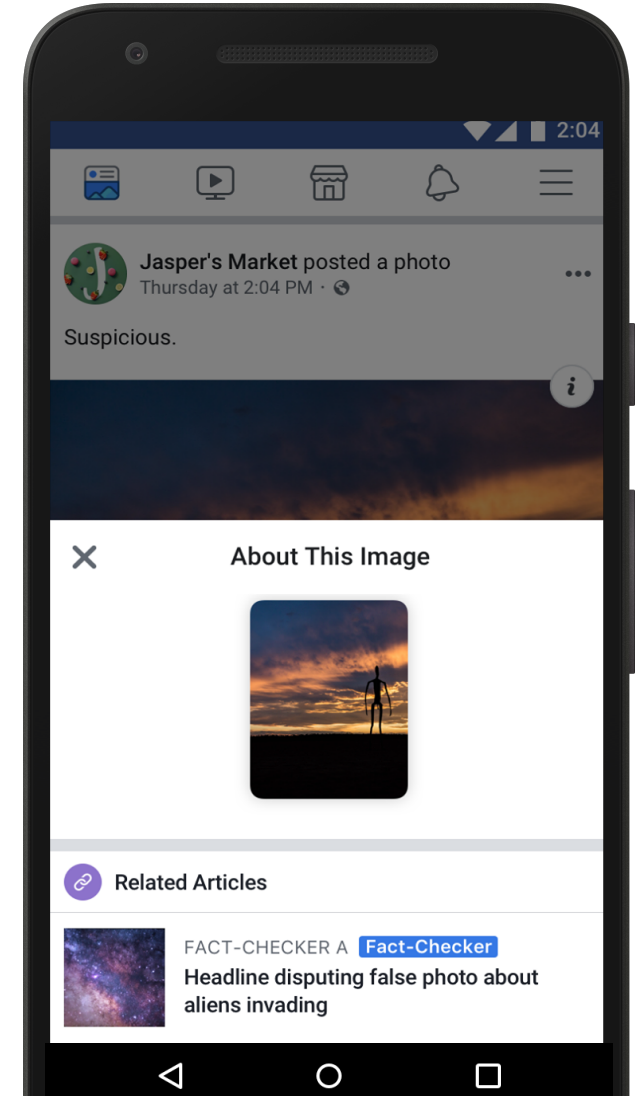 2:04
Jasper's Market posted a photo
Thursday at 2:04 PM ·
Suspicious.
i
About This Image
Related Articles
FACT-CHECKER A Fact-Checker
Headline disputing false photo about
aliens invading